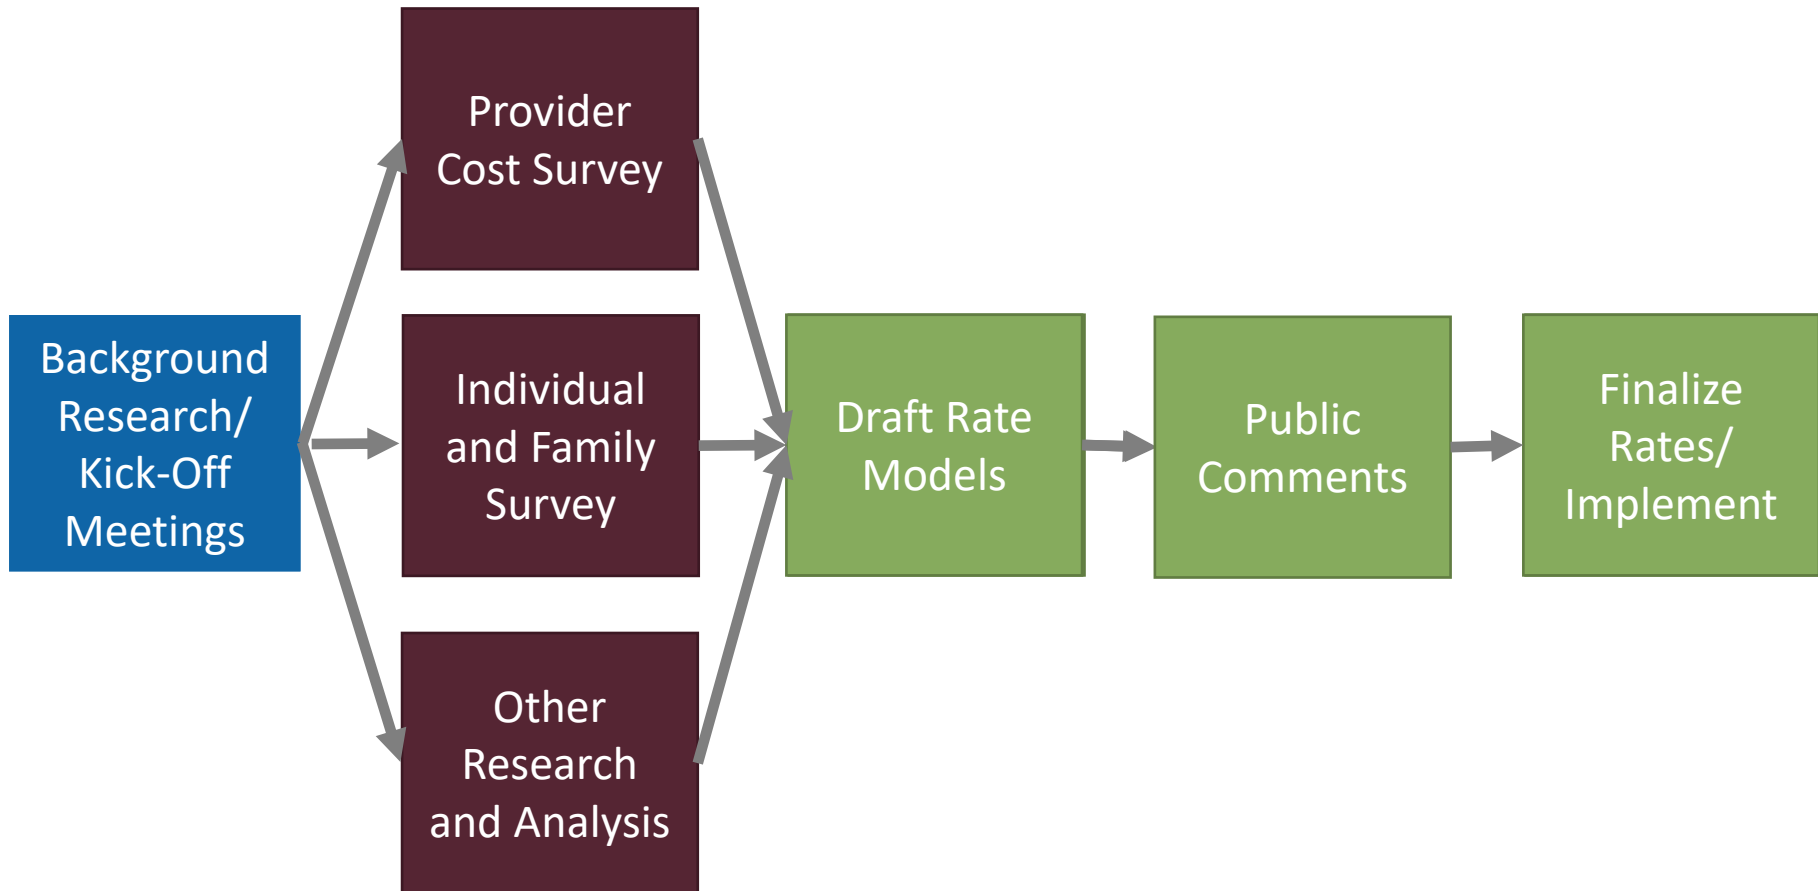 Background
Research/
Kick-Off
Meetings
Provider
Cost Survey
Individual
and Family
Survey
Other
Research
and Analysis
Draft Rate
Models
Public
Comments
Finalize
Rates/
Implement